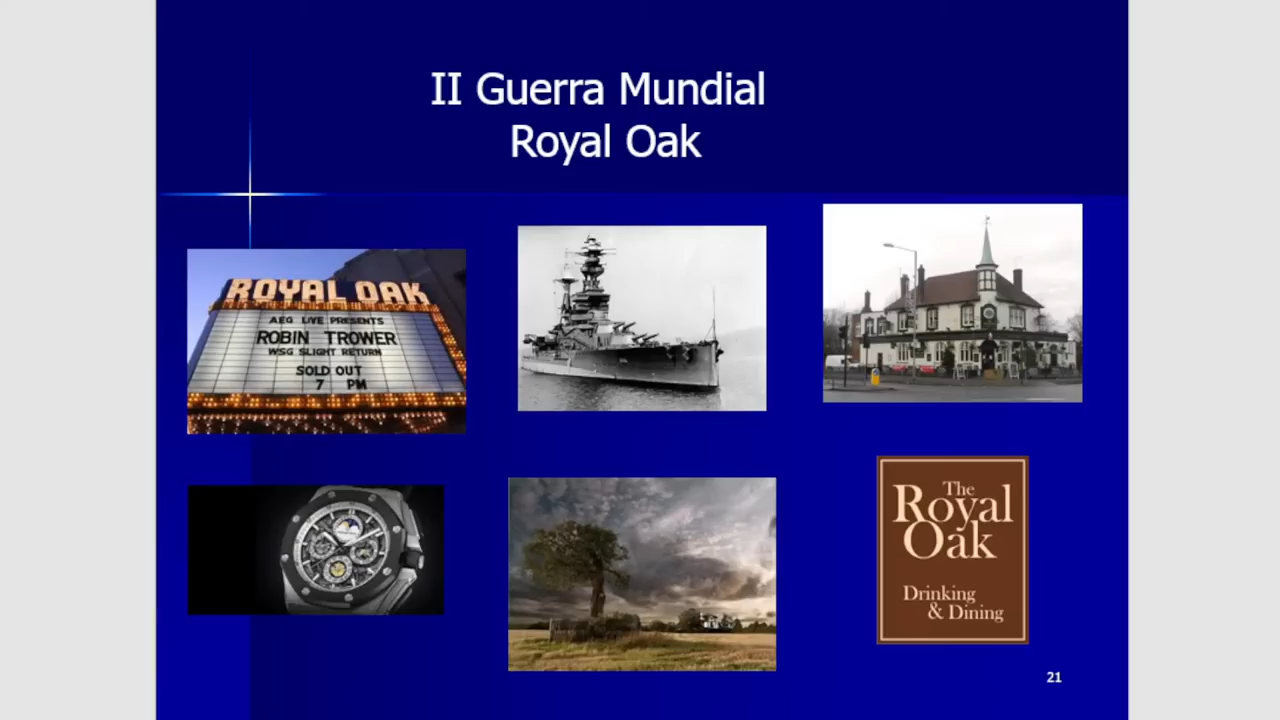 II Guerra Mundial
Royal Oak
ROYAL OAK
AEG LIVE PRESENTS
ROBIN TROWER
WSG SLIGHT RETURN
SOLD OUT
7 PM
The
Royal
Oak
Drinking
& Dining
21